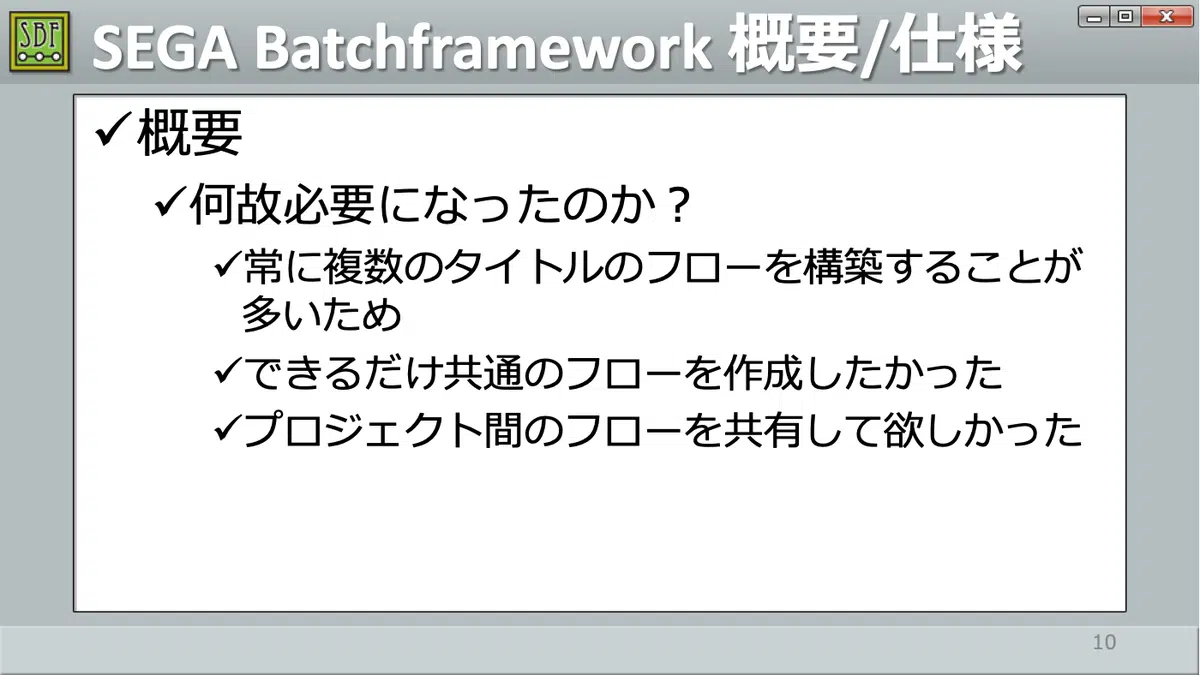 SBF
SEGA Batchframework 概要/仕様
✓概要
✓何故必要になったのか？
✓常に複数のタイトルのフローを構築することが
多いため
✓できるだけ共通のフローを作成したかった
✓プロジェクト間のフローを共有して欲しかった
10